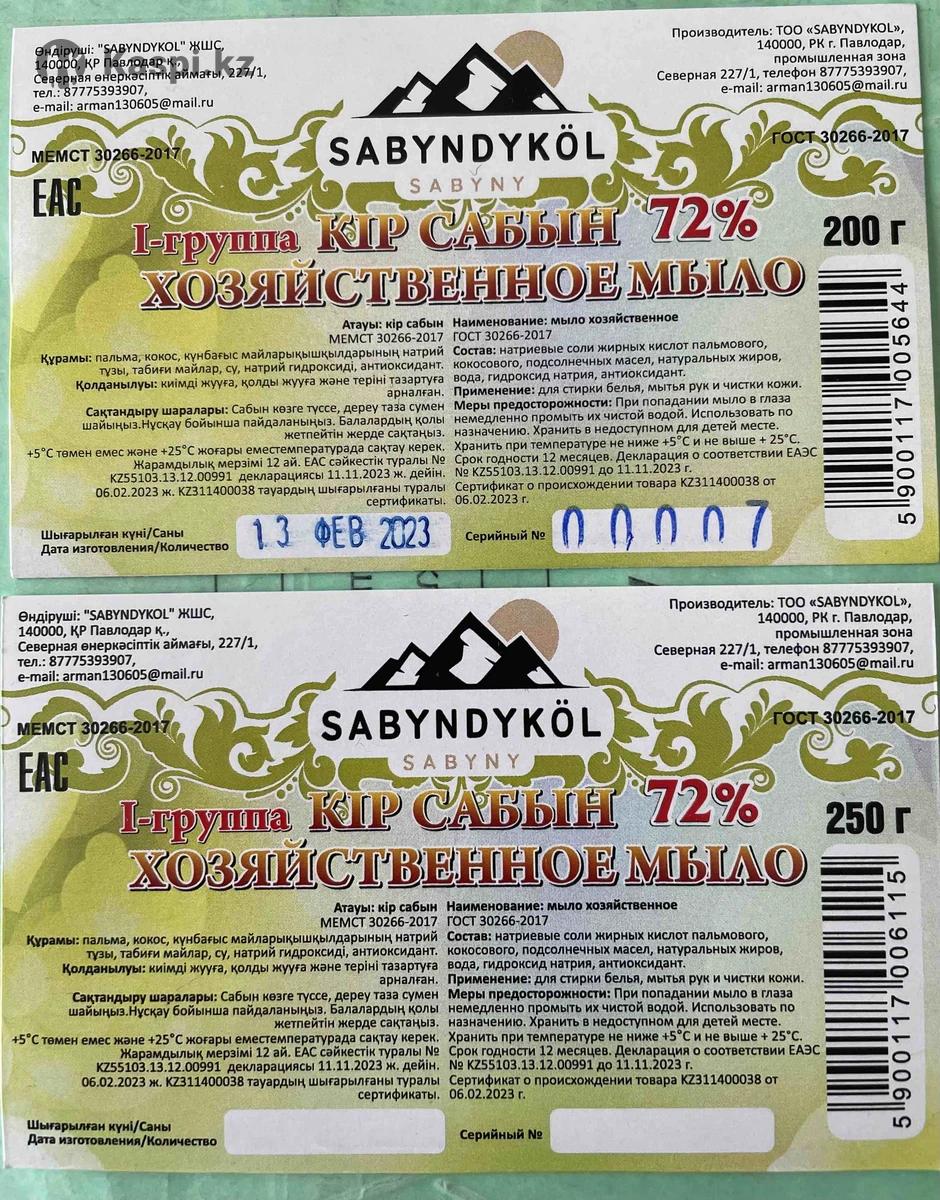 Kaspi.kz
Өндіруші: "SABYNDYKOL" ЖШС,
140000, ҚР Павлодар қ.,
Северная өнеркәсіптік аймағы, 227/1,
тел.: 87775393907,
e-mail: arman130605@mail.ru
Производитель: ТОО «SABYNDYKOL»,
140000, РК г. Павлодар,
промышленная зона
Северная 227/1, телефон 87775393907,
e-mail: arman130605@mail.ru
МЕМСТ 30266-2017
ГОСТ 30266-2017
EAC
SABYNDYKÖL
SABYNY
I-группа КІР САБЫН 72%
200 г
ХОЗЯЙСТВЕННОЕ МЫЛО
Атауы: кір сабын
МЕМСТ 30266-2017
Құрамы: пальма, кокос, күнбағыс майларықышқылдарының натрий
тұзы, табиғи майлар, су, натрий гидроксиді, антиоксидант.
Қолданылуы: киімді жууға, қолды жууға және теріні тазартуға
арналған.
Сақтандыру шаралары: Сабын көзге түссе, дереу таза сумен
шайыңыз.Нұсқау бойынша пайдаланыңыз. Балалардың қолы
жетпейтін жерде сақтаңыз.
+5°С төмен емес және +25°С жоғары еместемпературада сақтау керек.
Жарамдылық мерзімі 12 ай. ЕАС сәйкестік туралы №
KZ55103.13.12.00991 декларациясы 11.11.2023 ж. дейін.
06.02.2023 ж. KZ311400038 тауардың шығарылғаны туралы
сертификаты.
Наименование: мыло хозяйственное
ГОСТ 30266-2017
Состав: натриевые соли жирных кислот пальмового,
кокосового, подсолнечных масел, натуральных жиров,
вода, гидроксид натрия, антиоксидант.
Применение: для стирки белья, мытья рук и чистки кожи.
Меры предосторожности: При попадании мыло в глаза
немедленно промыть их чистой водой. Использовать по
назначению. Хранить в недоступном для детей месте.
Хранить при температуре не ниже +5°С и не выше + 25°С.
Срок годности 12 месяцев. Декларация о соответствии ЕАЭС
№ KZ55103.13.12.00991 до 11.11.2023 г.
Сертификат о происхождении товара KZ311400038 от
06.02.2023 г.
5 900117 005644
Шығарылған күні/Саны
Дата изготовления/Количество
13 ФЕВ 2023
Серийный №
00007
Өндіруші: "SABYNDYKOL" ЖШС,
140000, ҚР Павлодар қ.,
Северная өнеркәсіптік аймағы, 227/1,
тел.: 87775393907,
e-mail: arman130605@mail.ru
Производитель: ТОО «SABYNDYKOL»,
140000, РК г. Павлодар,
промышленная зона
Северная 227/1, телефон 87775393907,
e-mail: arman130605@mail.ru
МЕМСТ 30266-2017
ГОСТ 30266-2017
EAC
SABYNDYKÖL
SABYNY
I-группа КІР САБЫН 72%
250 г
ХОЗЯЙСТВЕННОЕ МЫЛО
Атауы: кір сабын
МЕМСТ 30266-2017
Құрамы: пальма, кокос, күнбағыс майларықышқылдарының натрий
тұзы, табиғи майлар, су, натрий гидроксиді, антиоксидант.
Қолданылуы: киімді жууға, қолды жууға және теріні тазартуға
арналған.
Сақтандыру шаралары: Сабын көзге түссе, дереу таза сумен
шайыңыз.Нұсқау бойынша пайдаланыңыз. Балалардың қолы
жетпейтін жерде сақтаңыз.
+5°С төмен емес және +25°С жоғары еместемпературада сақтау керек.
Жарамдылық мерзімі 12 ай. ЕАС сәйкестік туралы №
KZ55103.13.12.00991 декларациясы 11.11.2023 ж. дейін.
06.02.2023 ж. KZ311400038 тауардың шығарылғаны туралы
сертификаты.
Наименование: мыло хозяйственное
ГОСТ 30266-2017
Состав: натриевые соли жирных кислот пальмового,
кокосового, подсолнечных масел, натуральных жиров,
вода, гидроксид натрия, антиоксидант.
Применение: для стирки белья, мытья рук и чистки кожи.
Меры предосторожности: При попадании мыло в глаза
немедленно промыть их чистой водой. Использовать по
назначению. Хранить в недоступном для детей месте.
Хранить при температуре не ниже +5°С и не выше + 25°С.
Срок годности 12 месяцев. Декларация о соответствии ЕАЭС
№ KZ55103.13.12.00991 до 11.11.2023 г.
Сертификат о происхождении товара KZ311400038 от
06.02.2023 г.
5 900117 006115
Шығарылған күні/Саны
Дата изготовления/Количество
Серийный №